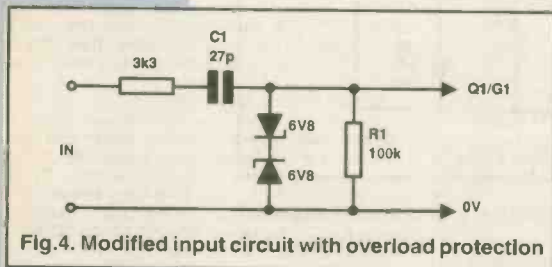 C1
3k3
27p
Q1/G1
6V8
R1
IN
100k
6V8
0V
Fig.4. Modified input circuit with overload protection